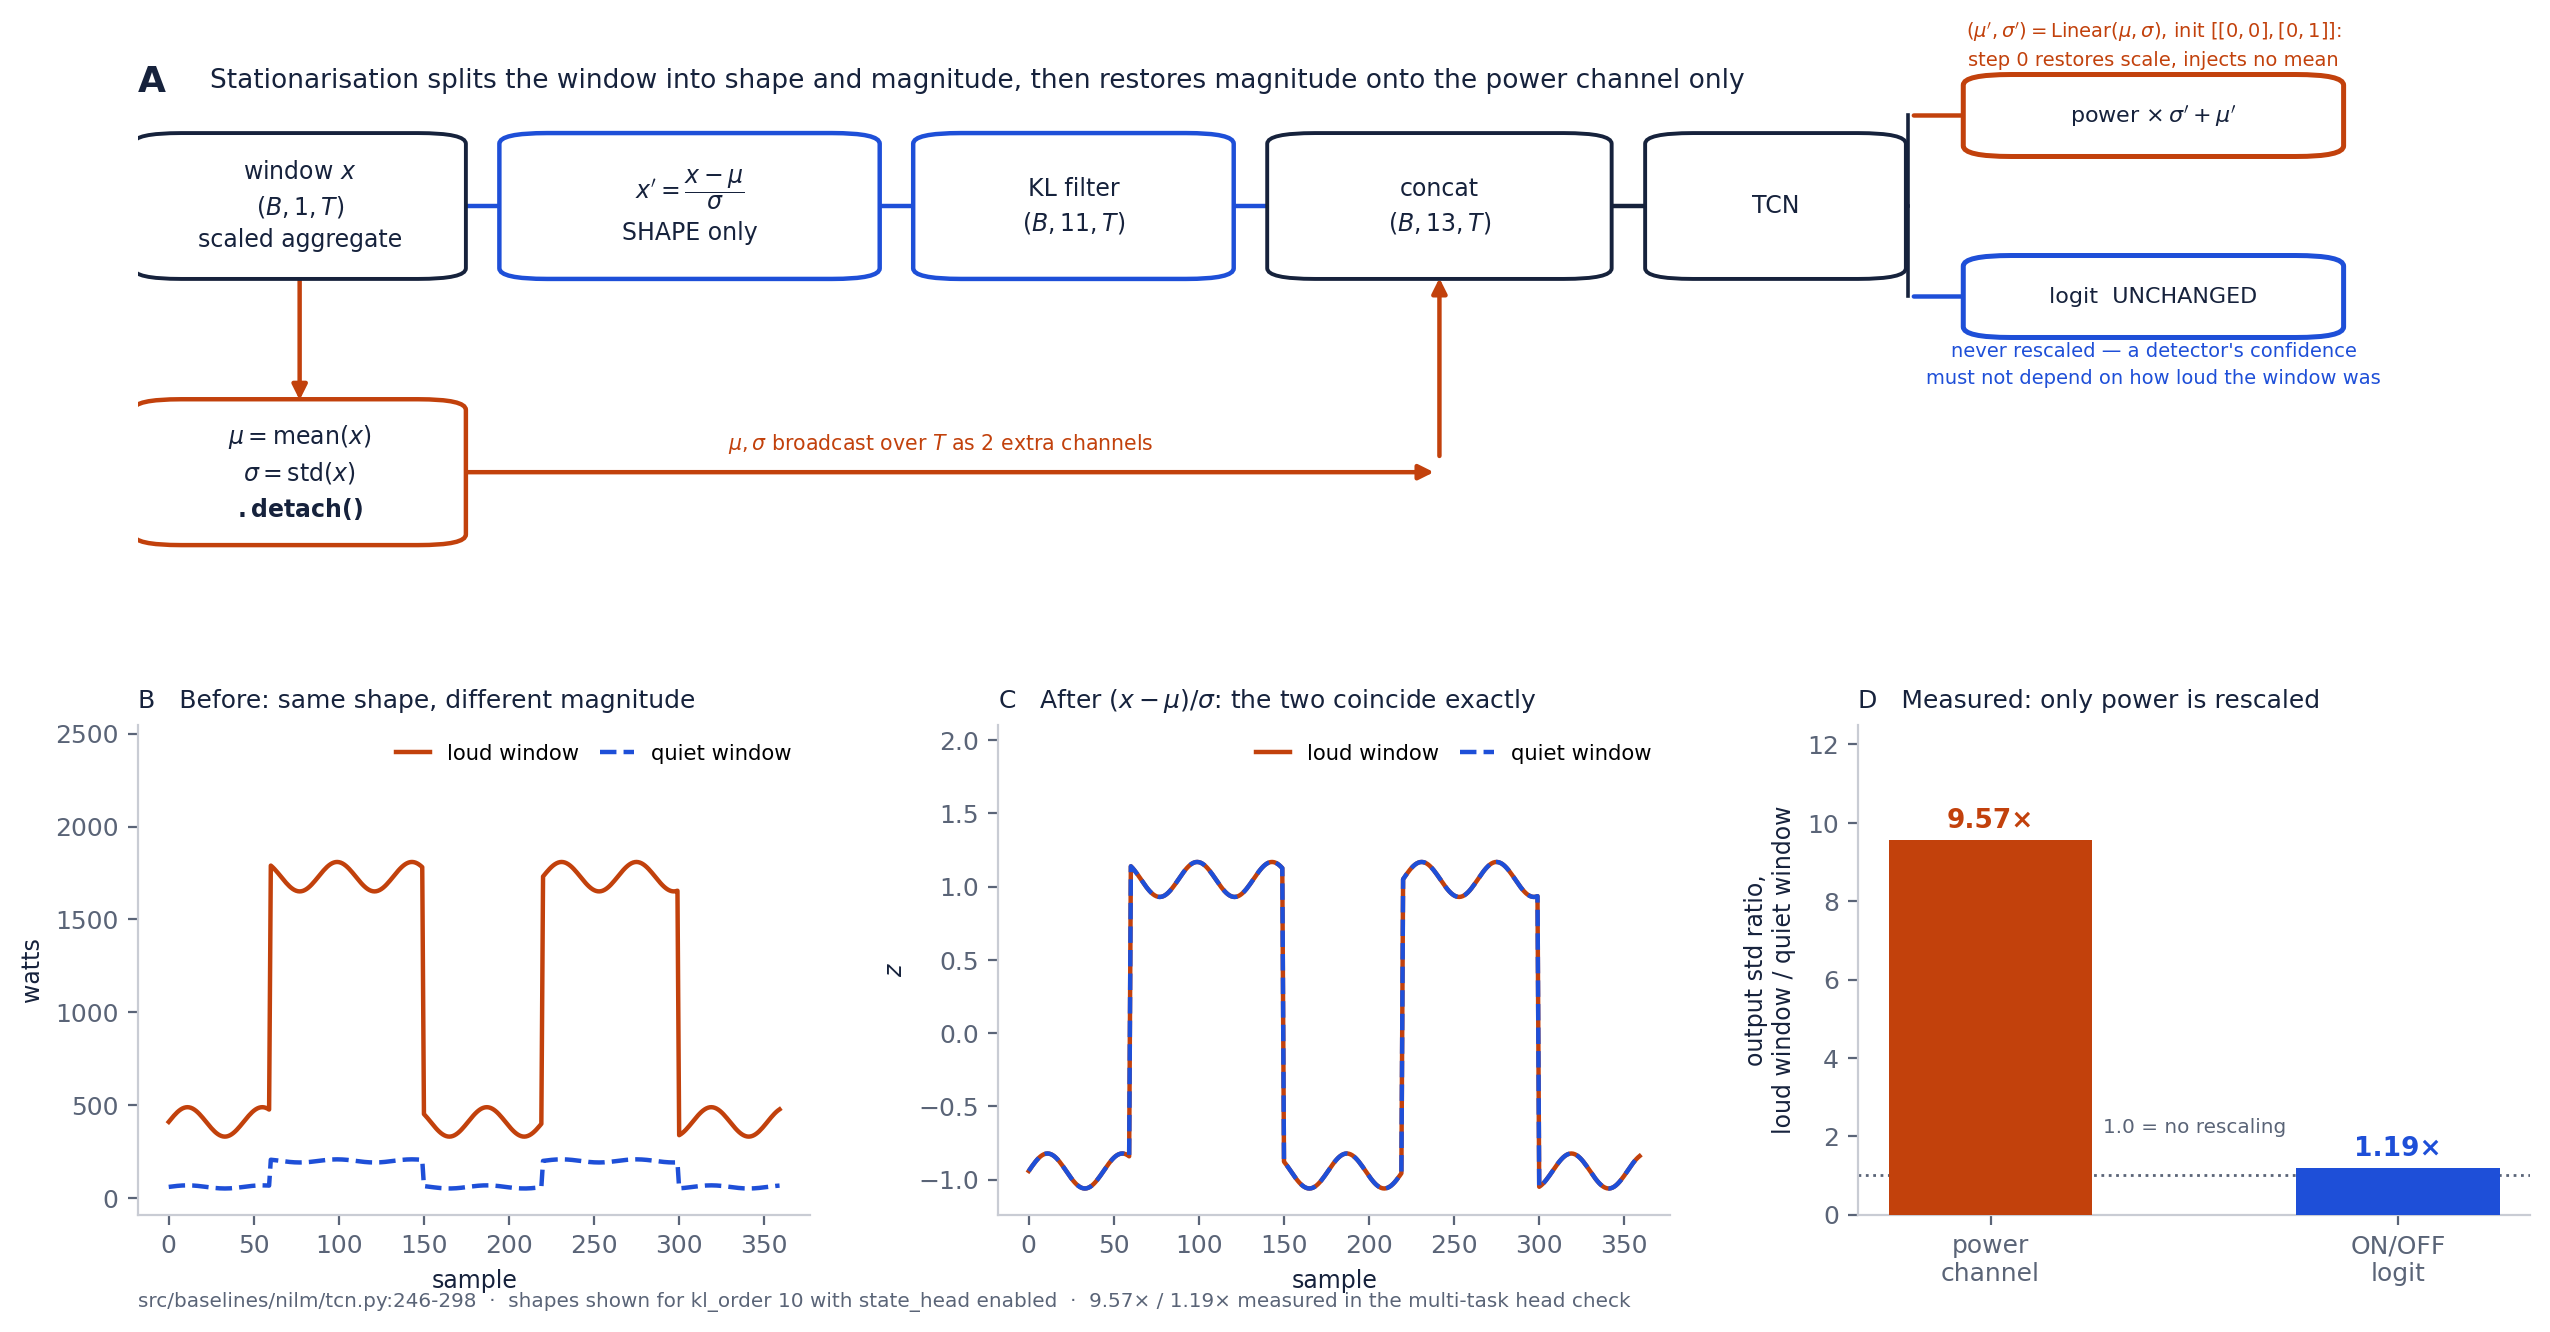 (μ′, σ′) = Linear(μ, σ), init [[0, 0], [0, 1]]:
step 0 restores scale, injects no mean
A Stationarisation splits the window into shape and magnitude, then restores magnitude onto the power channel only
window x
(B, 1, T)
scaled aggregate
x′ = (x − μ)/σ
SHAPE only
KL filter
(B, 11, T)
concat
(B, 13, T)
TCN
power × σ′ + μ′
logit UNCHANGED
never rescaled — a detector's confidence
must not depend on how loud the window was
μ = mean(x)
σ = std(x)
.detach()
μ, σ broadcast over T as 2 extra channels
B Before: same shape, different magnitude
loud window
quiet window
watts
2500
2000
1500
1000
500
0
0 50 100 150 200 250 300 350
sample
C After (x − μ)/σ: the two coincide exactly
loud window
quiet window
z
2.0
1.5
1.0
0.5
0.0
−0.5
−1.0
0 50 100 150 200 250 300 350
sample
D Measured: only power is rescaled
output std ratio,
loud window / quiet window
12
10
8
6
4
2
0
9.57×
1.0 = no rescaling
1.19×
power
channel
ON/OFF
logit
src/baselines/nilm/tcn.py:246-298 · shapes shown for kl_order 10 with state_head enabled · 9.57× / 1.19× measured in the multi-task head check